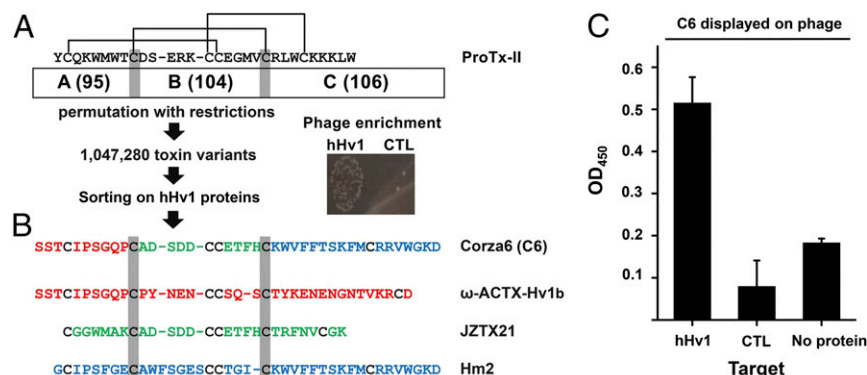 A
YCQKWMWTCDS-ERK-CCEGMVCRLWCKKKLW
ProTx-II
A (95)
B (104)
C (106)
permutation with restrictions
1,047,280 toxin variants
Sorting on hHv1 proteins
Phage enrichment
hHv1 CTL
B
SSTCIPSGQPCAD-SDD-CCETFHCKWVFFTSKFMCRRVWGKD
Corza6 (C6)
SSTCIPSGQPCPY-NEN-CCSQ-SCTYKENENGNTVKRCD
ω-ACTX-Hv1b
CGGWMAKCAD-SDD-CCETFHCTRFNVCGK
JZTX21
GCIPSFGECAWFSGESCCTGI-CKWVFFTSKFMCRRVWGKD
Hm2
C
C6 displayed on phage
OD450
0.6
0.5
0.4
0.3
0.2
0.1
hHv1
CTL
No protein
Target